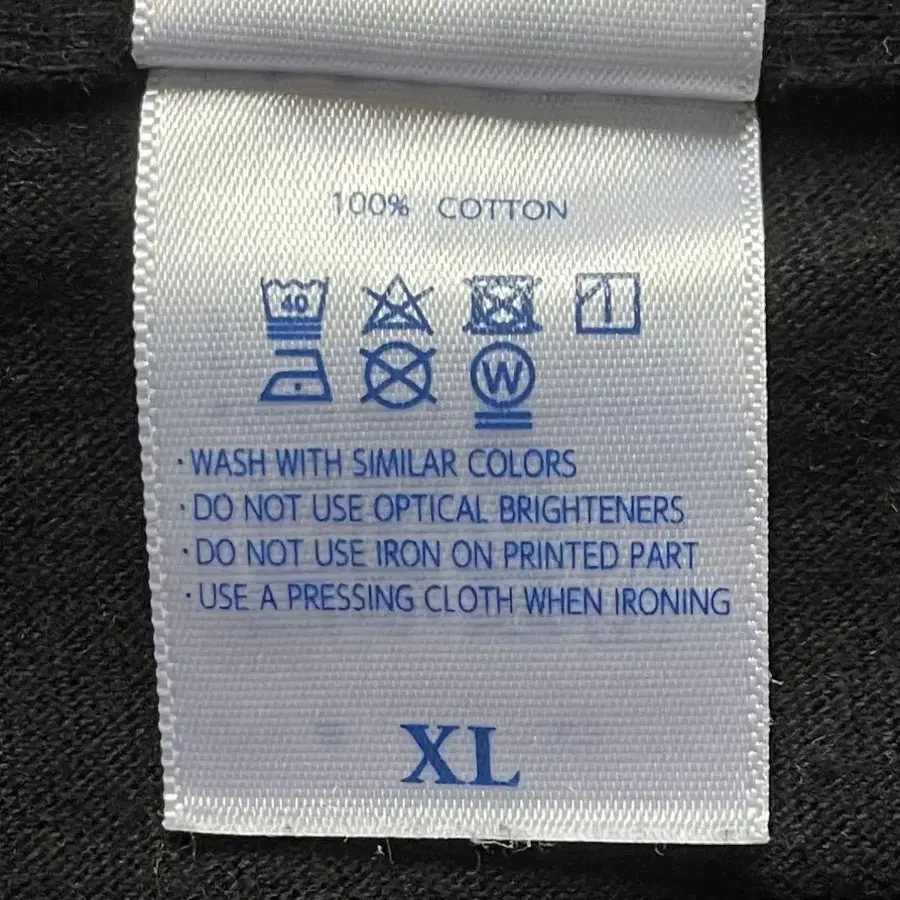 100% COTTON
40
W
·WASH WITH SIMILAR COLORS
·DO NOT USE OPTICAL BRIGHTENERS
·DO NOT USE IRON ON PRINTED PART
·USE A PRESSING CLOTH WHEN IRONING
XL